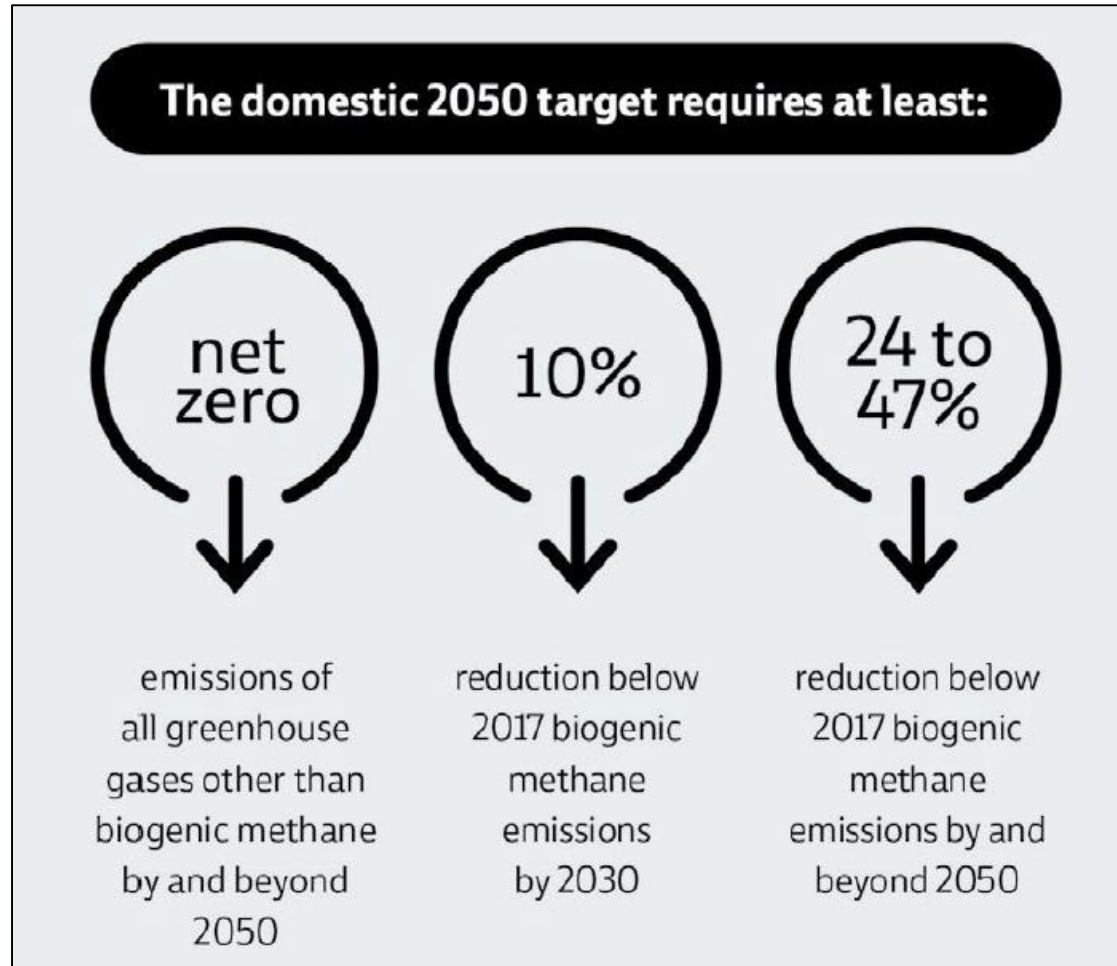 The domestic 2050 target requires at least:
net
zero
emissions of
all greenhouse
gases other than
biogenic methane
by and beyond
2050
10%
reduction below
2017 biogenic
methane
emissions
by 2030
24 to
47%
reduction below
2017 biogenic
methane
emissions by and
beyond 2050